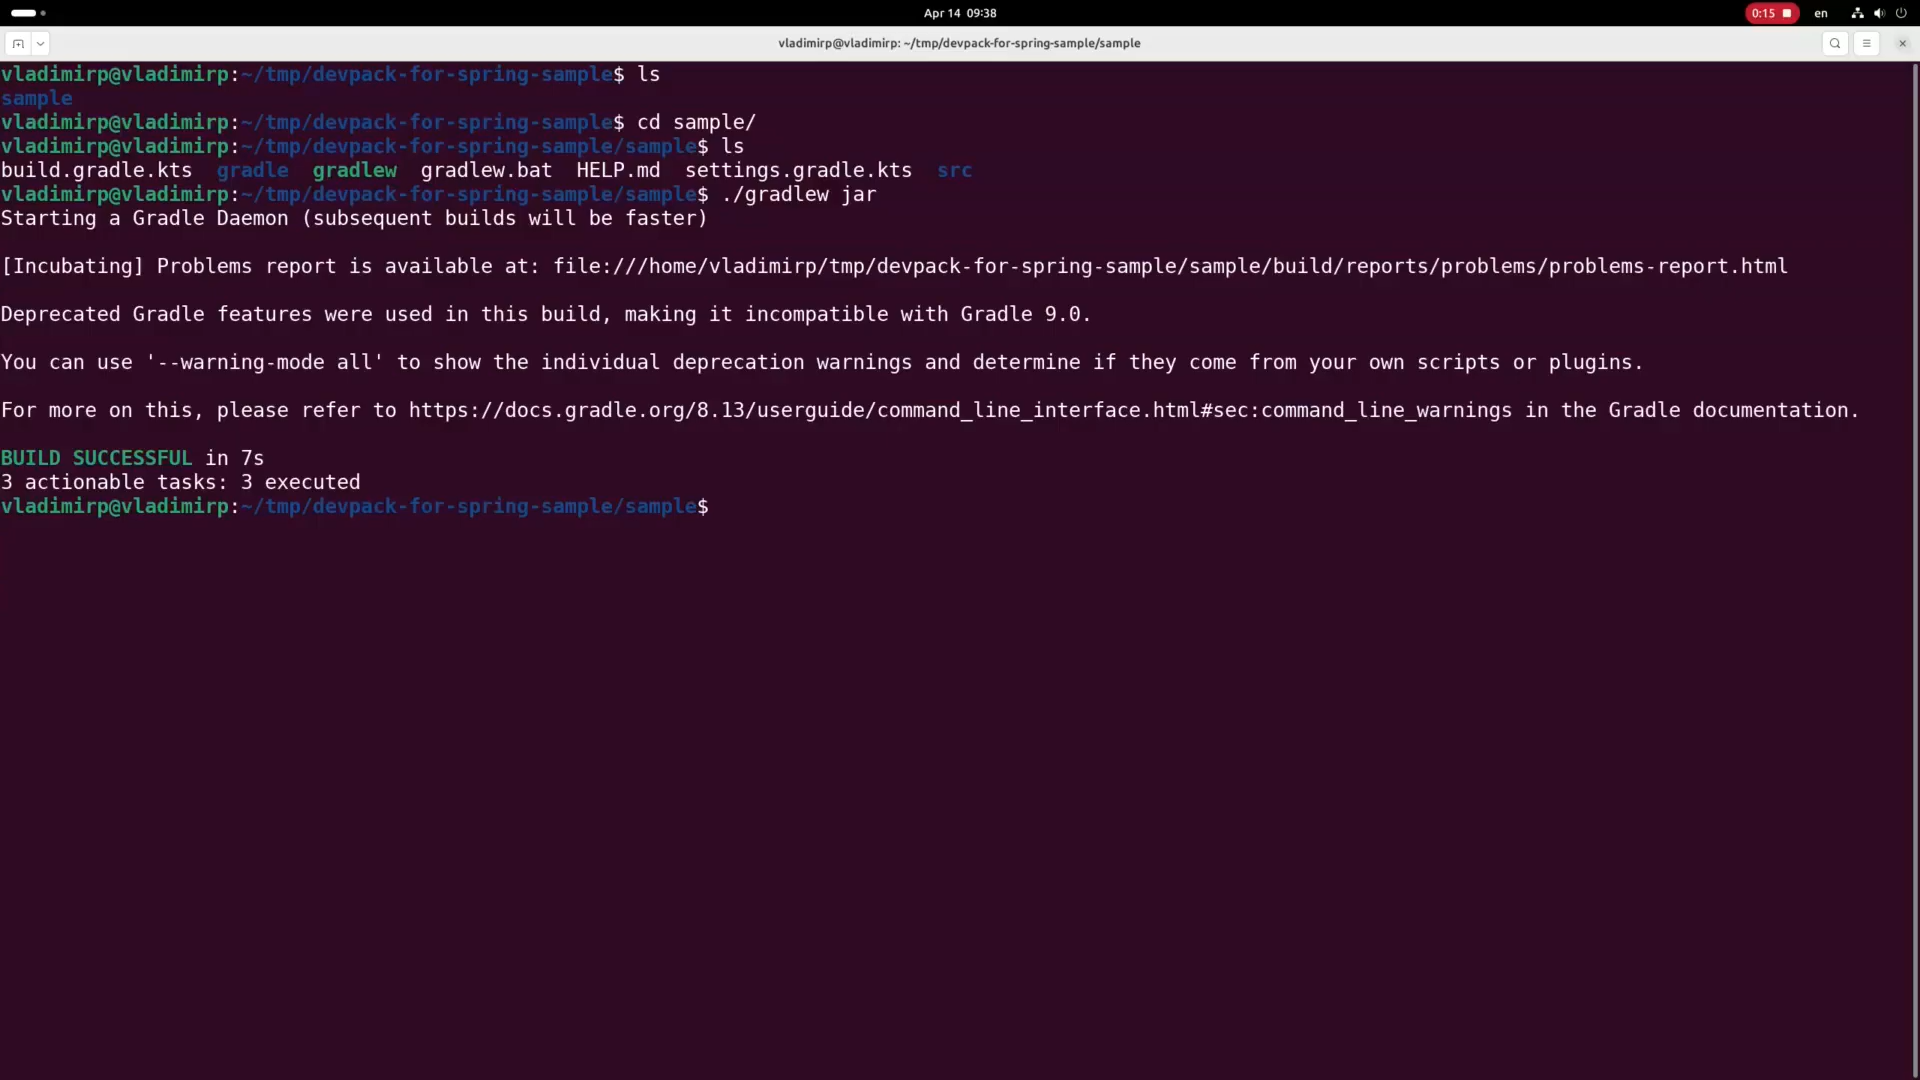 Apr 14 09:38
0:15
en
vladimirp@vladimirp: ~/tmp/devpack-for-spring-sample/sample
vladimirp@vladimirp:~/tmp/devpack-for-spring-sample$ ls
sample
vladimirp@vladimirp:~/tmp/devpack-for-spring-sample$ cd sample/
vladimirp@vladimirp:~/tmp/devpack-for-spring-sample/sample$ ls
build.gradle.kts  gradle  gradlew  gradlew.bat  HELP.md  settings.gradle.kts  src
vladimirp@vladimirp:~/tmp/devpack-for-spring-sample/sample$ ./gradlew jar
Starting a Gradle Daemon (subsequent builds will be faster)
[Incubating] Problems report is available at: file:///home/vladimirp/tmp/devpack-for-spring-sample/sample/build/reports/problems/problems-report.html
Deprecated Gradle features were used in this build, making it incompatible with Gradle 9.0.
You can use '--warning-mode all' to show the individual deprecation warnings and determine if they come from your own scripts or plugins.
For more on this, please refer to https://docs.gradle.org/8.13/userguide/command_line_interface.html#sec:command_line_warnings in the Gradle documentation.
BUILD SUCCESSFUL in 7s
3 actionable tasks: 3 executed
vladimirp@vladimirp:~/tmp/devpack-for-spring-sample/sample$